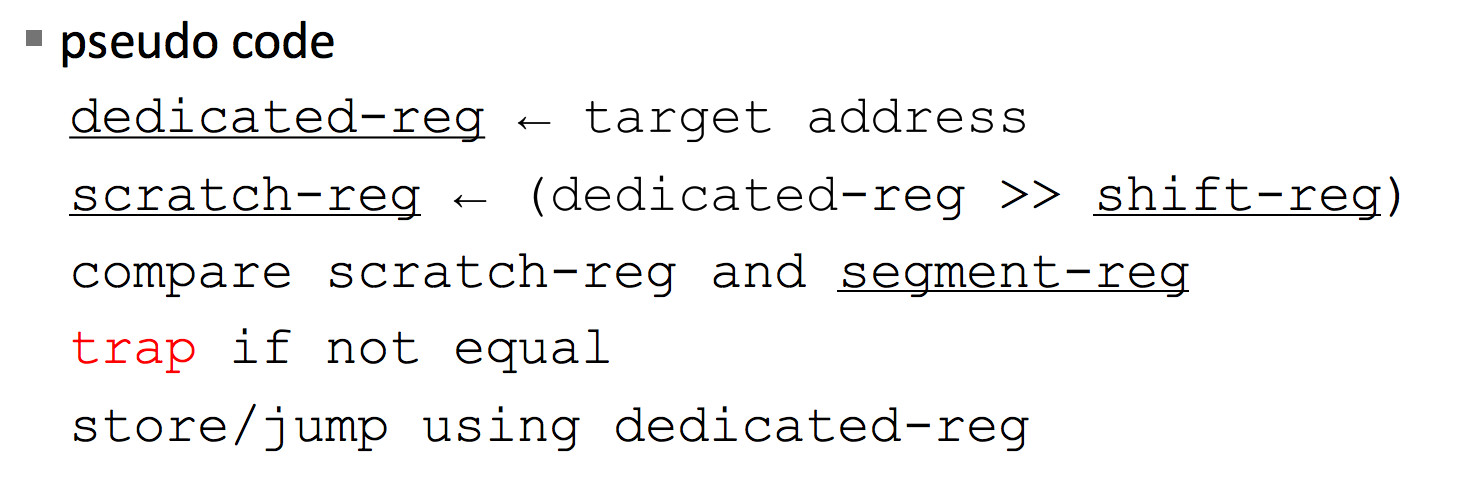 ▪ pseudo code
dedicated-reg ← target address
scratch-reg ← (dedicated-reg >> shift-reg)
compare scratch-reg and segment-reg
trap if not equal
store/jump using dedicated-reg